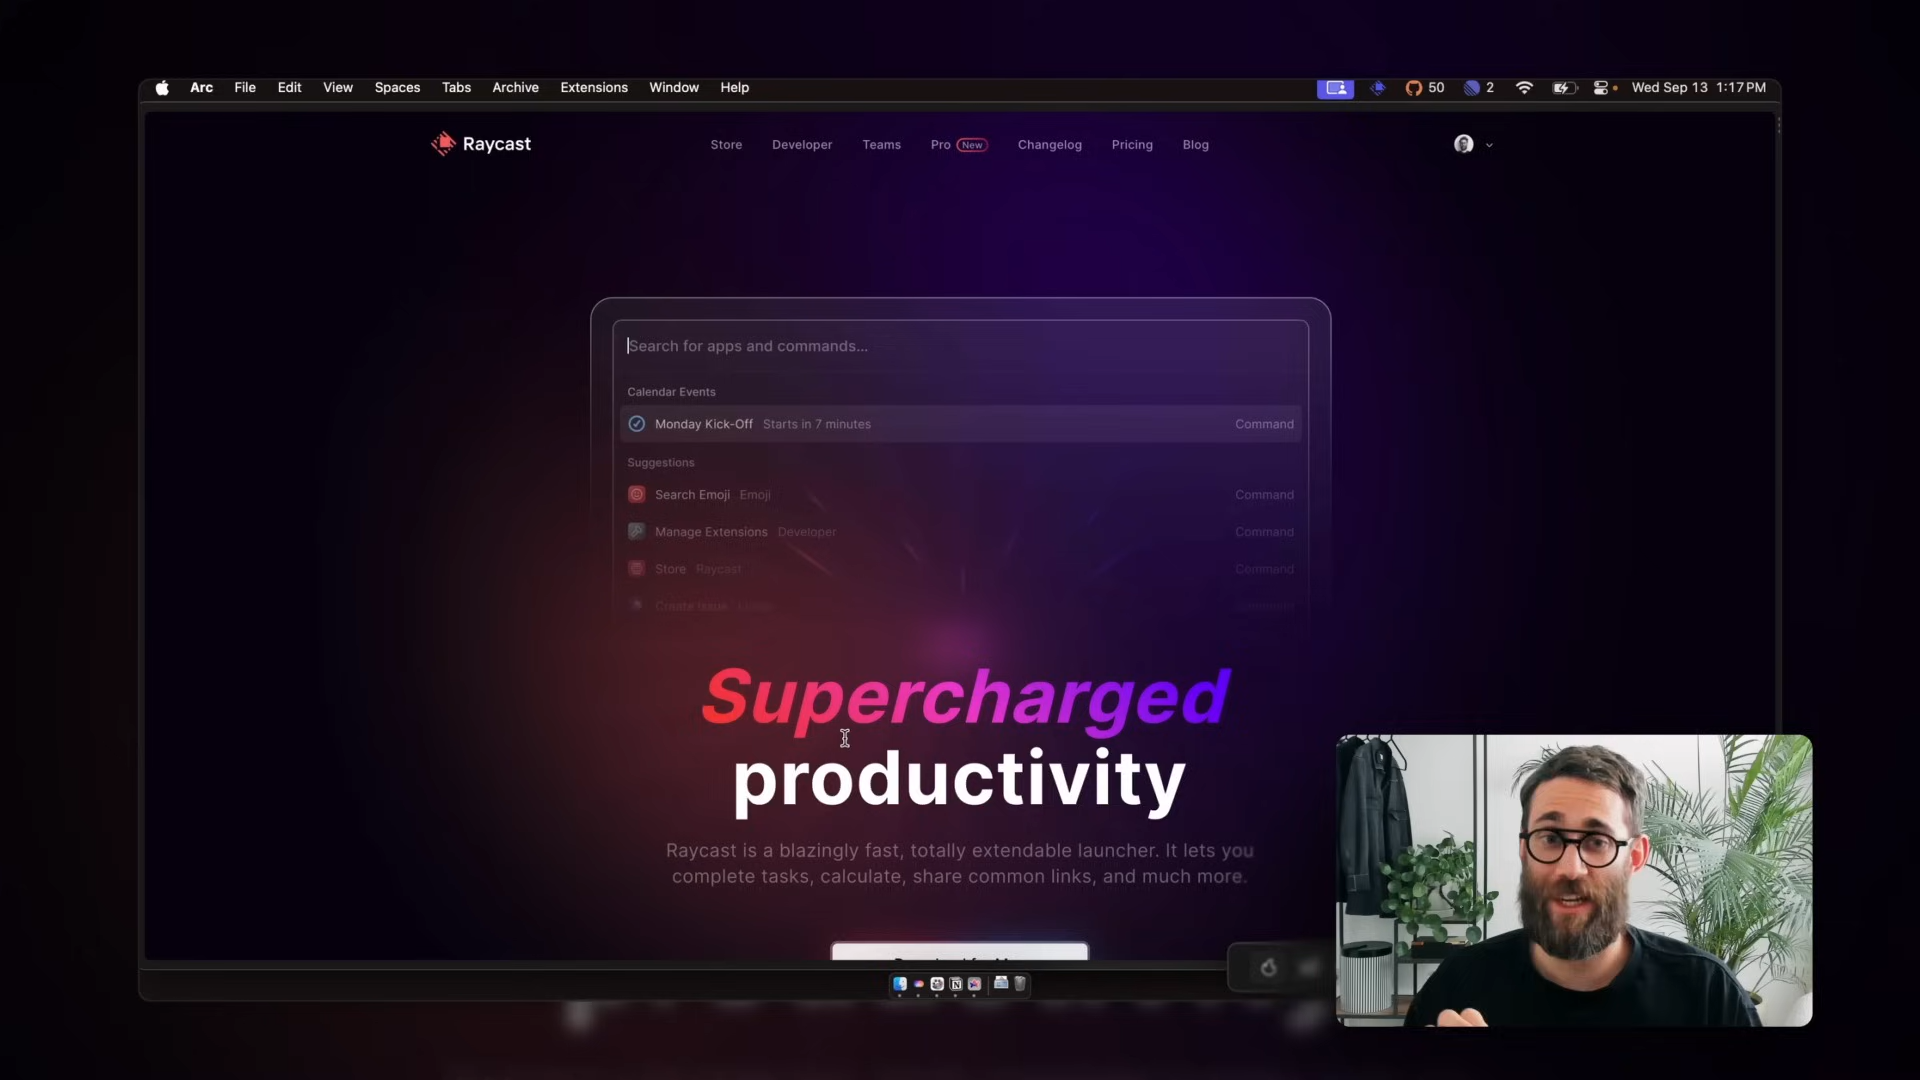 Arc File Edit View Spaces Tabs Archive Extensions Window Help 50 2 Wed Sep 13 1:17 PM
Raycast Store Developer Teams Pro New Changelog Pricing Blog
Search for apps and commands...
Calendar Events
Monday Kick-Off Starts in 7 minutes Command
Suggestions
Search Emoji Emoji Command
Manage Extensions Developer Command
Store Raycast Command
Create Issue
Supercharged
productivity
Raycast is a blazingly fast, totally extendable launcher. It lets you
complete tasks, calculate, share common links, and much more.